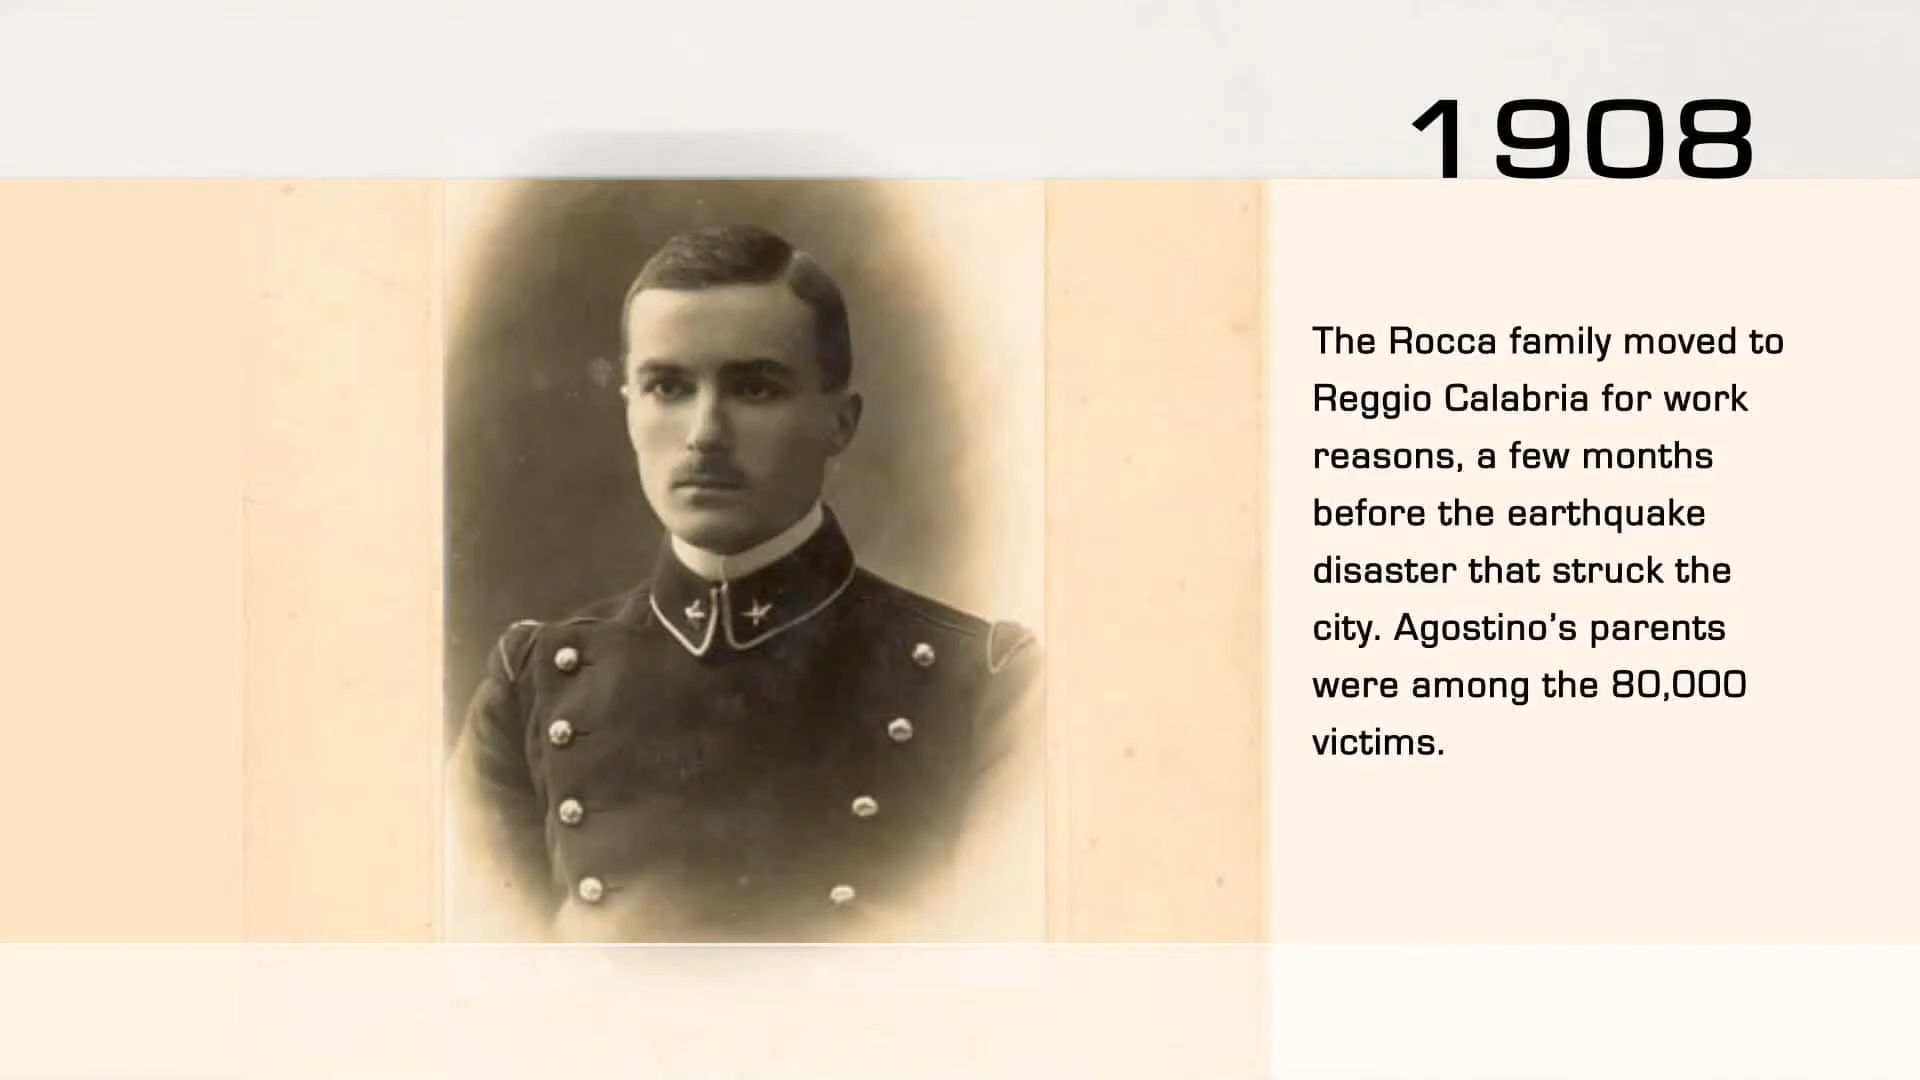 1908
The Rocca family moved to
Reggio Calabria for work
reasons, a few months
before the earthquake
disaster that struck the
city. Agostino’s parents
were among the 80,000
victims.